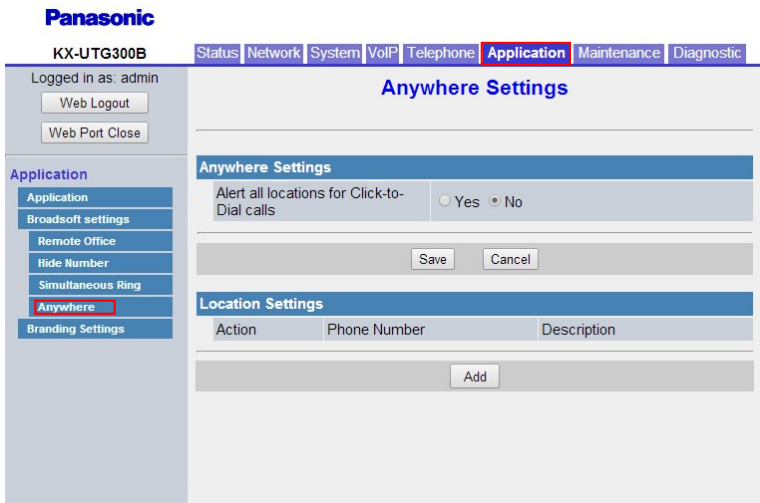 Panasonic
KX-UTG300B
Status Network System VoIP Telephone Application Maintenance Diagnostic
Logged in as: admin
Web Logout
Web Port Close
Application
Application
Broadsoft settings
Remote Office
Hide Number
Simultaneous Ring
Anywhere
Branding Settings
Anywhere Settings
Anywhere Settings
Alert all locations for Click-to-
Dial calls
Yes No
Save Cancel
Location Settings
Action Phone Number Description
Add